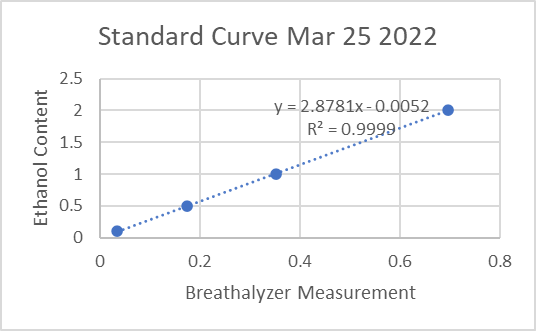 Standard Curve Mar 25 2022
2.5
2
1.5
1
0.5
0
Ethanol Content
y = 2.8781x - 0.0052
R² = 0.9999
0 0.2 0.4 0.6 0.8
Breathalyzer Measurement